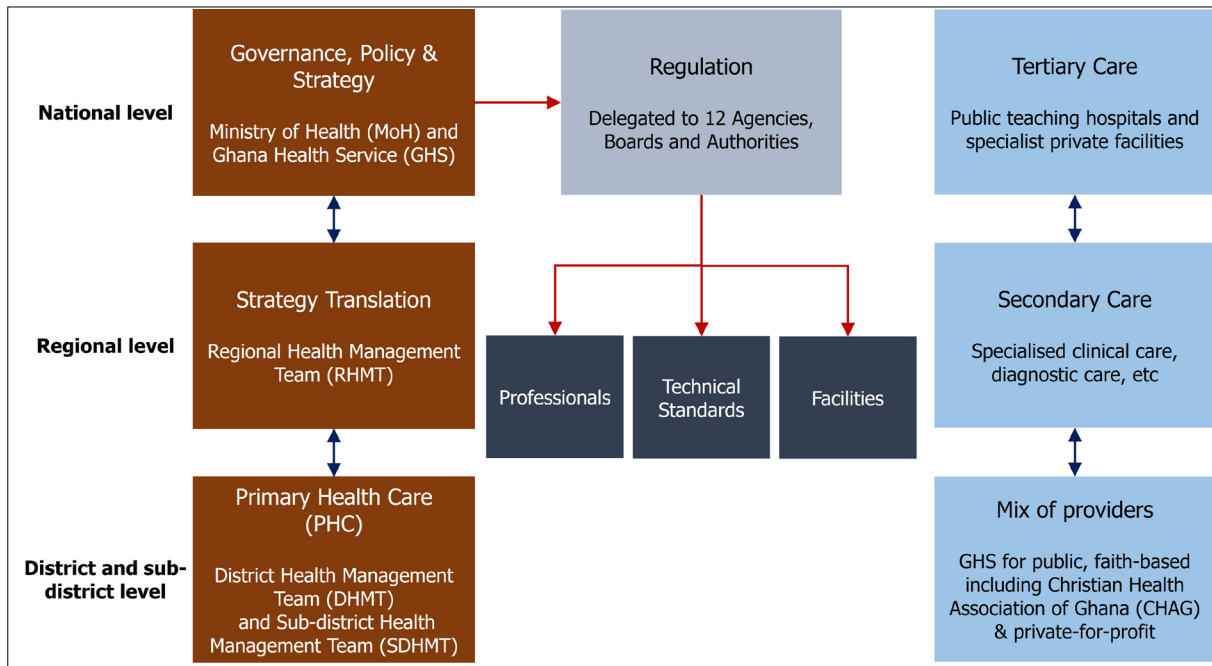 National level
Governance, Policy &
Strategy
Ministry of Health (MoH) and
Ghana Health Service (GHS)
Regulation
Delegated to 12 Agencies,
Boards and Authorities
Tertiary Care
Public teaching hospitals and
specialist private facilities
Regional level
Strategy Translation
Regional Health Management
Team (RHMT)
Professionals
Technical
Standards
Facilities
Secondary Care
Specialised clinical care,
diagnostic care, etc
District and sub-
district level
Primary Health Care
(PHC)
District Health Management
Team (DHMT)
and Sub-district Health
Management Team (SDHMT)
Mix of providers
GHS for public, faith-based
including Christian Health
Association of Ghana (CHAG)
& private-for-profit